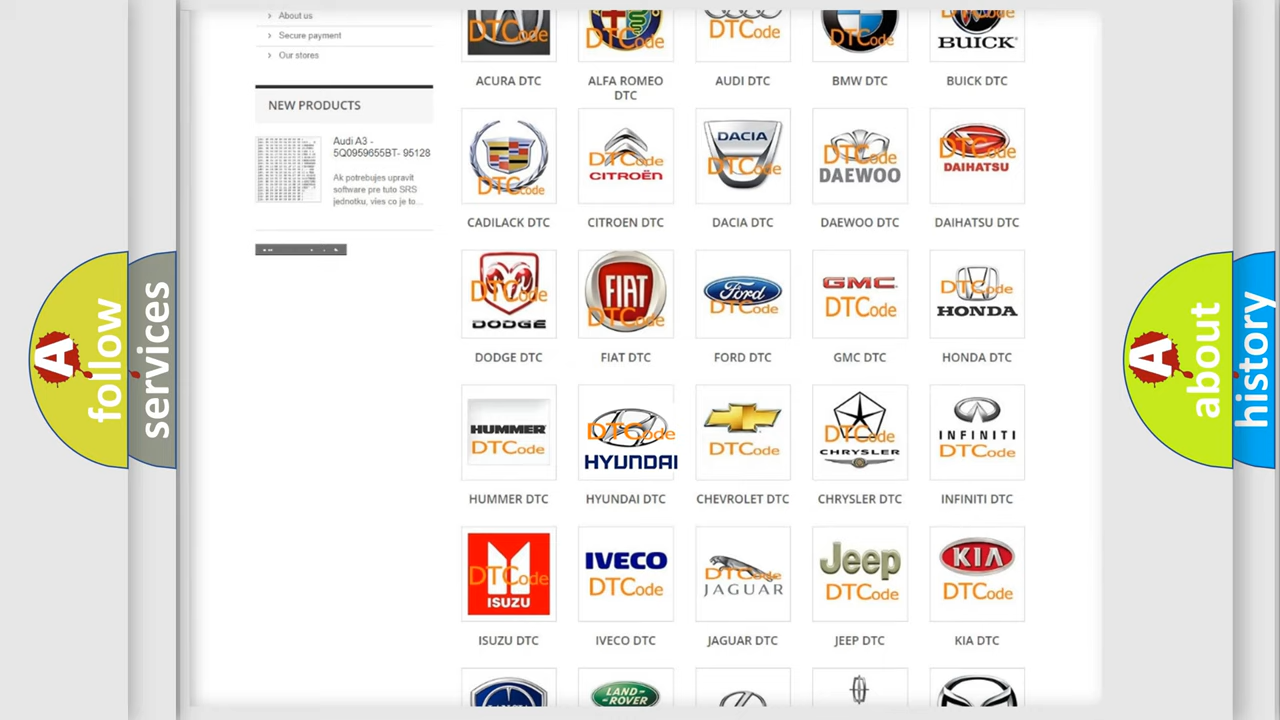 About us
Secure payment
Our stores
NEW PRODUCTS
Audi A3 -
5Q0959655BT- 95128
Ak potrebujes upravit
software pre tuto SRS
jednotku, vies co je to...
DTCode
DTCode
DTCode
DTCode
BUICK
ACURA DTC
ALFA ROMEO
DTC
AUDI DTC
BMW DTC
BUICK DTC
DTCode
DTCode
CITROËN
DACIA
DTCode
DTCode
DAEWOO
DTCode
DAIHATSU
CADILACK DTC
CITROEN DTC
DACIA DTC
DAEWOO DTC
DAIHATSU DTC
DTCode
DODGE
FIAT
DTCode
Ford
DTCode
GMC
DTCode
DTCode
HONDA
DODGE DTC
FIAT DTC
FORD DTC
GMC DTC
HONDA DTC
HUMMER
DTCode
DTCode
HYUNDAI
DTCode
DTCode
CHRYSLER
INFINITI
DTCode
HUMMER DTC
HYUNDAI DTC
CHEVROLET DTC
CHRYSLER DTC
INFINITI DTC
DTCode
ISUZU
IVECO
DTCode
DTCode
JAGUAR
Jeep
DTCode
KIA
DTCode
ISUZU DTC
IVECO DTC
JAGUAR DTC
JEEP DTC
KIA DTC
LAND-
ROVER
A
follow
services
A
about
history